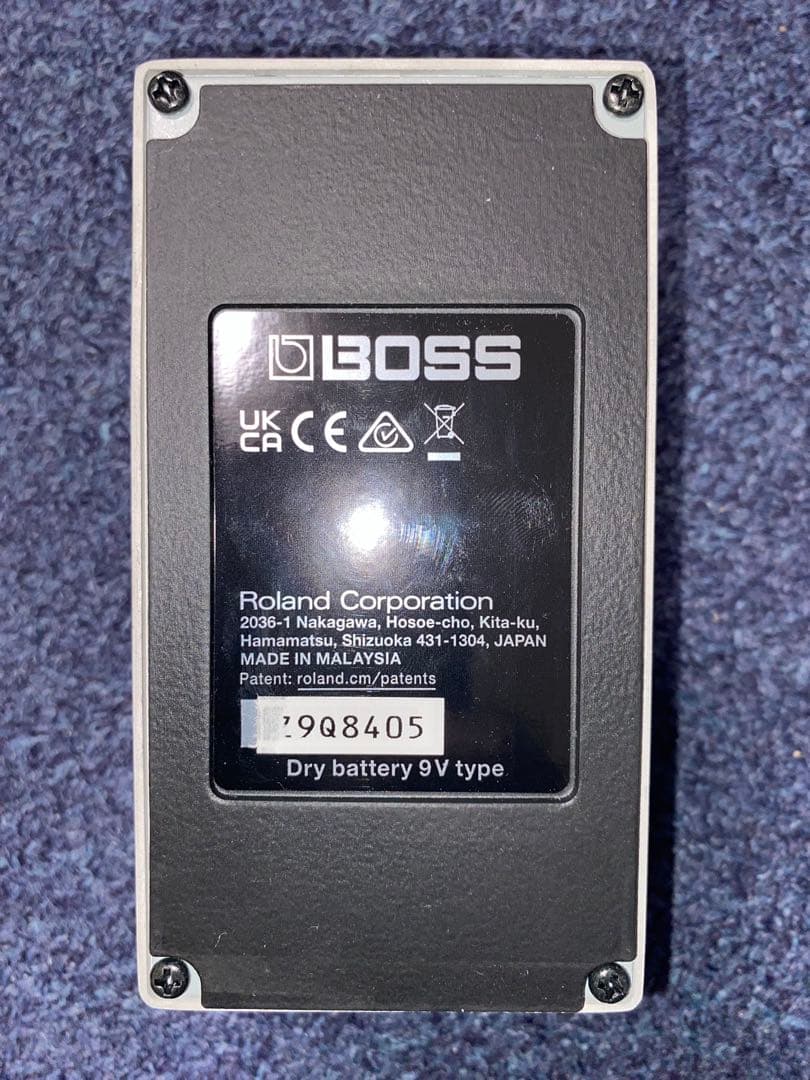 BOSS
UK
CA CE
Roland Corporation
2036-1 Nakagawa, Hosoe-cho, Kita-ku,
Hamamatsu, Shizuoka 431-1304, JAPAN
MADE IN MALAYSIA
Patent: roland.cm/patents
Z9Q8405
Dry battery 9V type